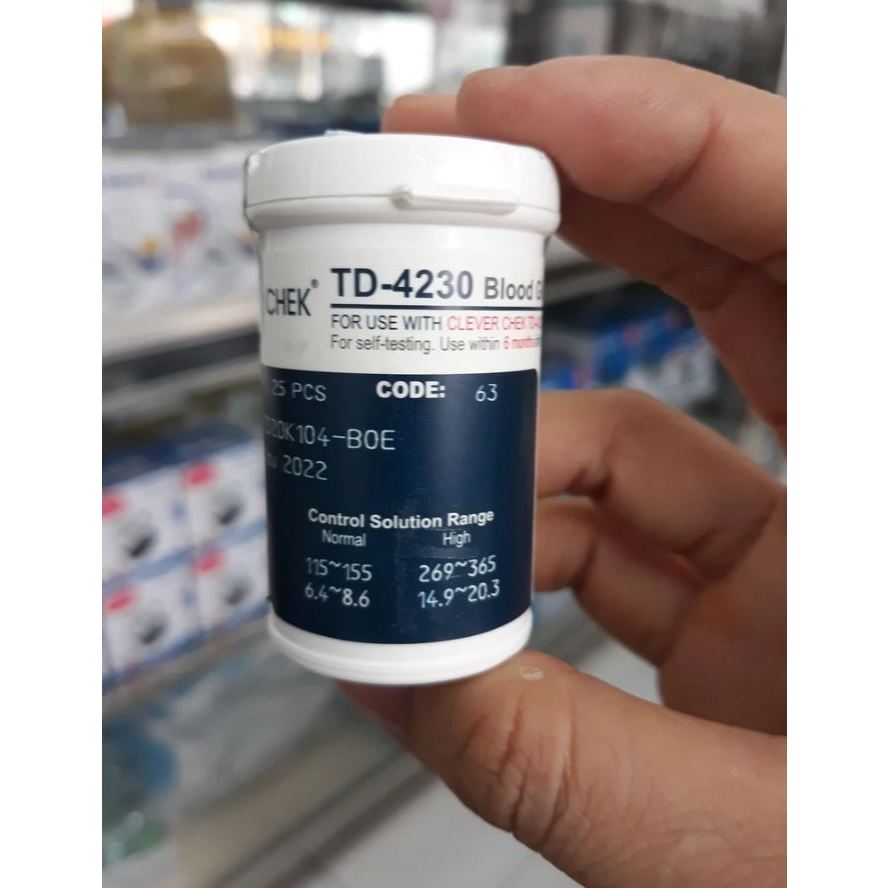 CHEK® TD-4230 Blood
FOR USE WITH CLEVER CHEK
For self-testing. Use within 6 months
25 PCS CODE: 63
20K104-B0E
2022
Control Solution Range
Normal High
115~155 269~365
6.4~8.6 14.9~20.3